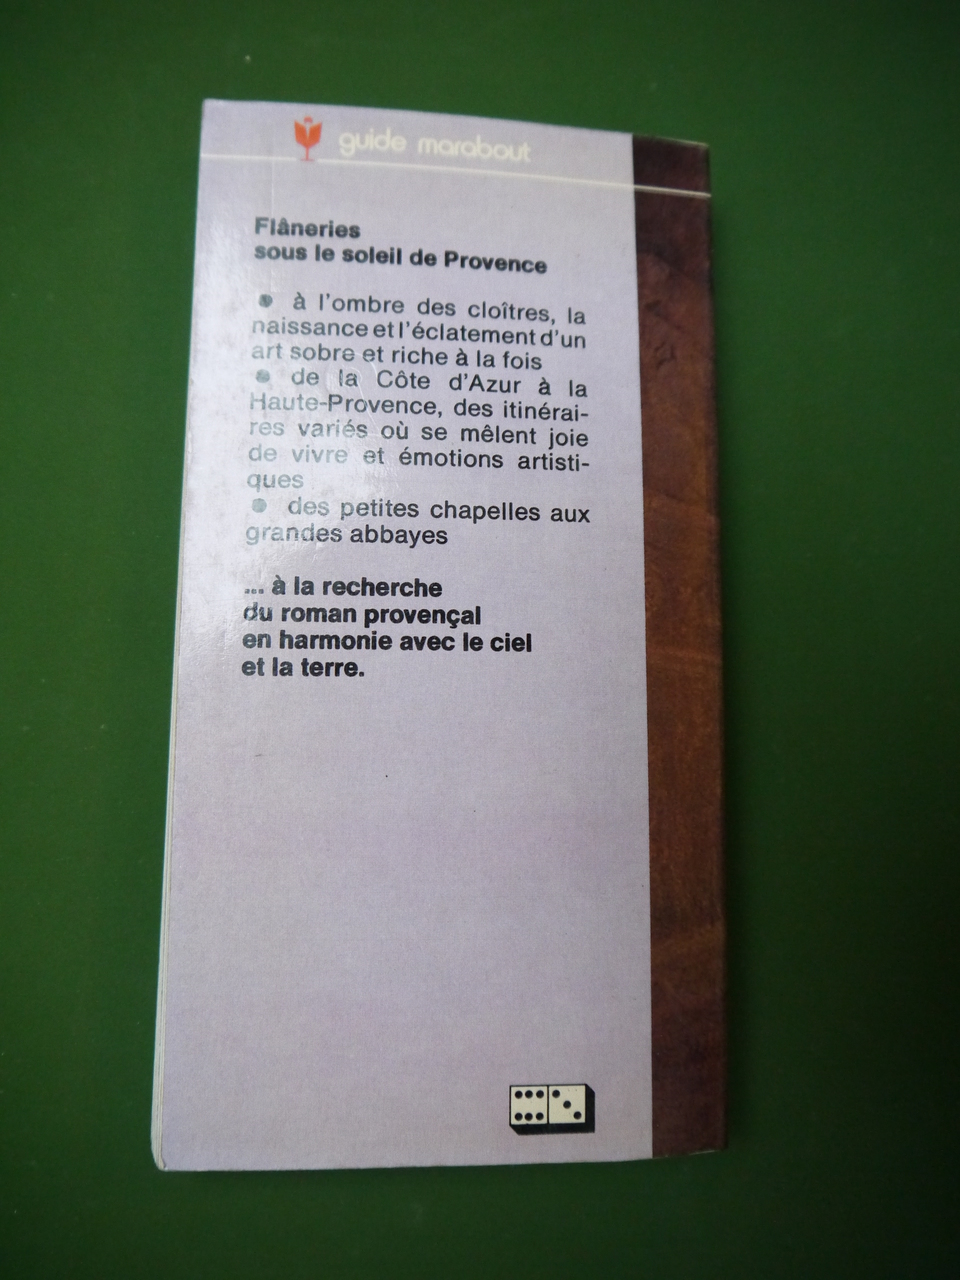 guide marabout
Flâneries
sous le soleil de Provence
• à l'ombre des cloîtres, la
naissance et l'éclatement d'un
art sobre et riche à la fois
• de la Côte d'Azur à la
Haute-Provence, des itinérai-
res variés où se mêlent joie
de vivre et émotions artisti-
ques
• des petites chapelles aux
grandes abbayes
... à la recherche
du roman provençal
en harmonie avec le ciel
et la terre.